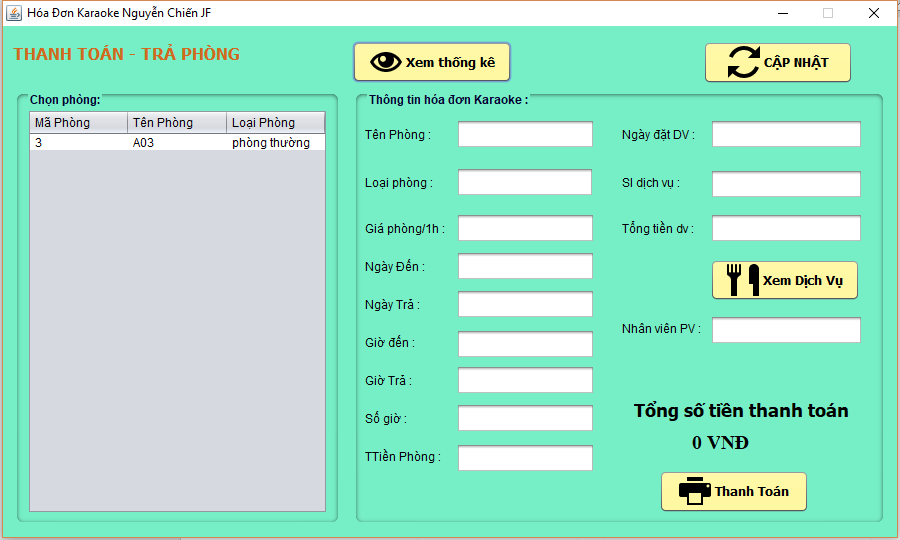 Hóa Đơn Karaoke Nguyễn Chiến JF
THANH TOÁN - TRẢ PHÒNG
Xem thống kê
CẬP NHẬT
Chọn phòng:
Mã Phòng Tên Phòng Loại Phòng
3 A03 phòng thường
Thông tin hóa đơn Karaoke :
Tên Phòng :
Loại phòng :
Giá phòng/1h :
Ngày Đến :
Ngày Trả :
Giờ đến :
Giờ Trả :
Số giờ :
TTiền Phòng :
Ngày đặt DV :
Sl dịch vụ :
Tổng tiền dv :
Xem Dịch Vụ
Nhân viên PV :
Tổng số tiền thanh toán
0 VNĐ
Thanh Toán